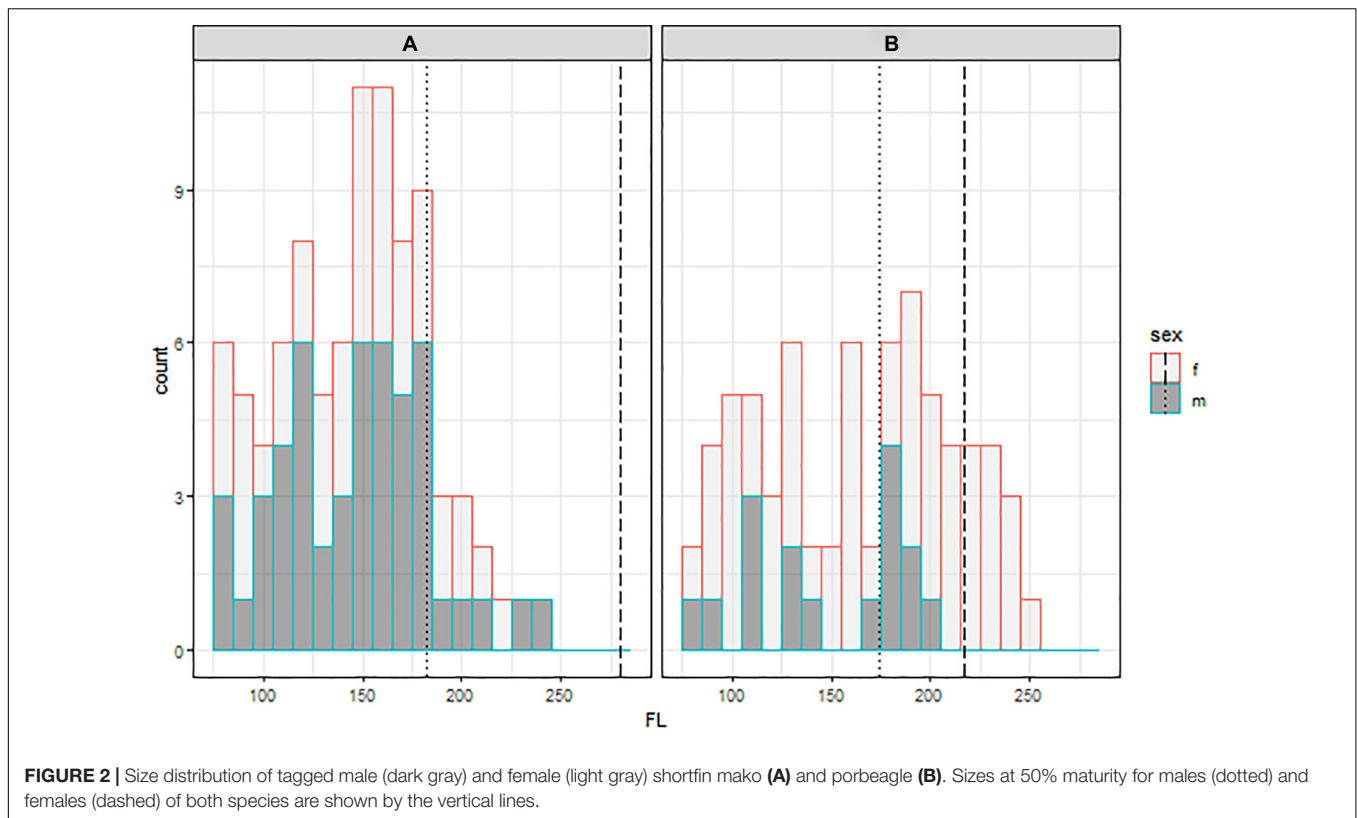 A
B
9
6
3
0
count
100
150
200
250
100
150
200
250
FL
sex
f
m
FIGURE 2 | Size distribution of tagged male (dark gray) and female (light gray) shortfin mako (A) and porbeagle (B). Sizes at 50% maturity for males (dotted) and
females (dashed) of both species are shown by the vertical lines.